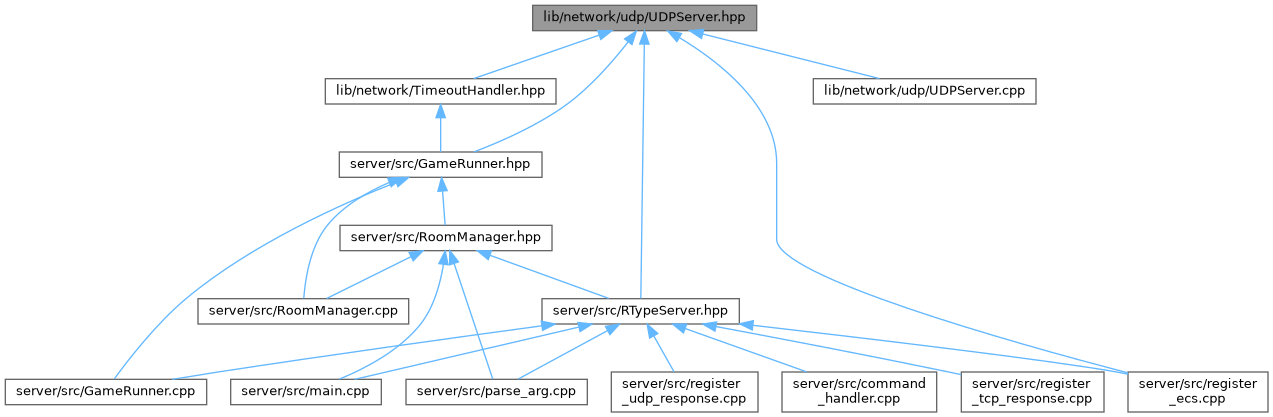 lib/network/udp/UDPServer.hpp
lib/network/TimeoutHandler.hpp
lib/network/udp/UDPServer.cpp
server/src/GameRunner.hpp
server/src/RoomManager.hpp
server/src/RoomManager.cpp
server/src/RTypeServer.hpp
server/src/GameRunner.cpp
server/src/main.cpp
server/src/parse_arg.cpp
server/src/register
_udp_response.cpp
server/src/command
_handler.cpp
server/src/register
_tcp_response.cpp
server/src/register
_ecs.cpp